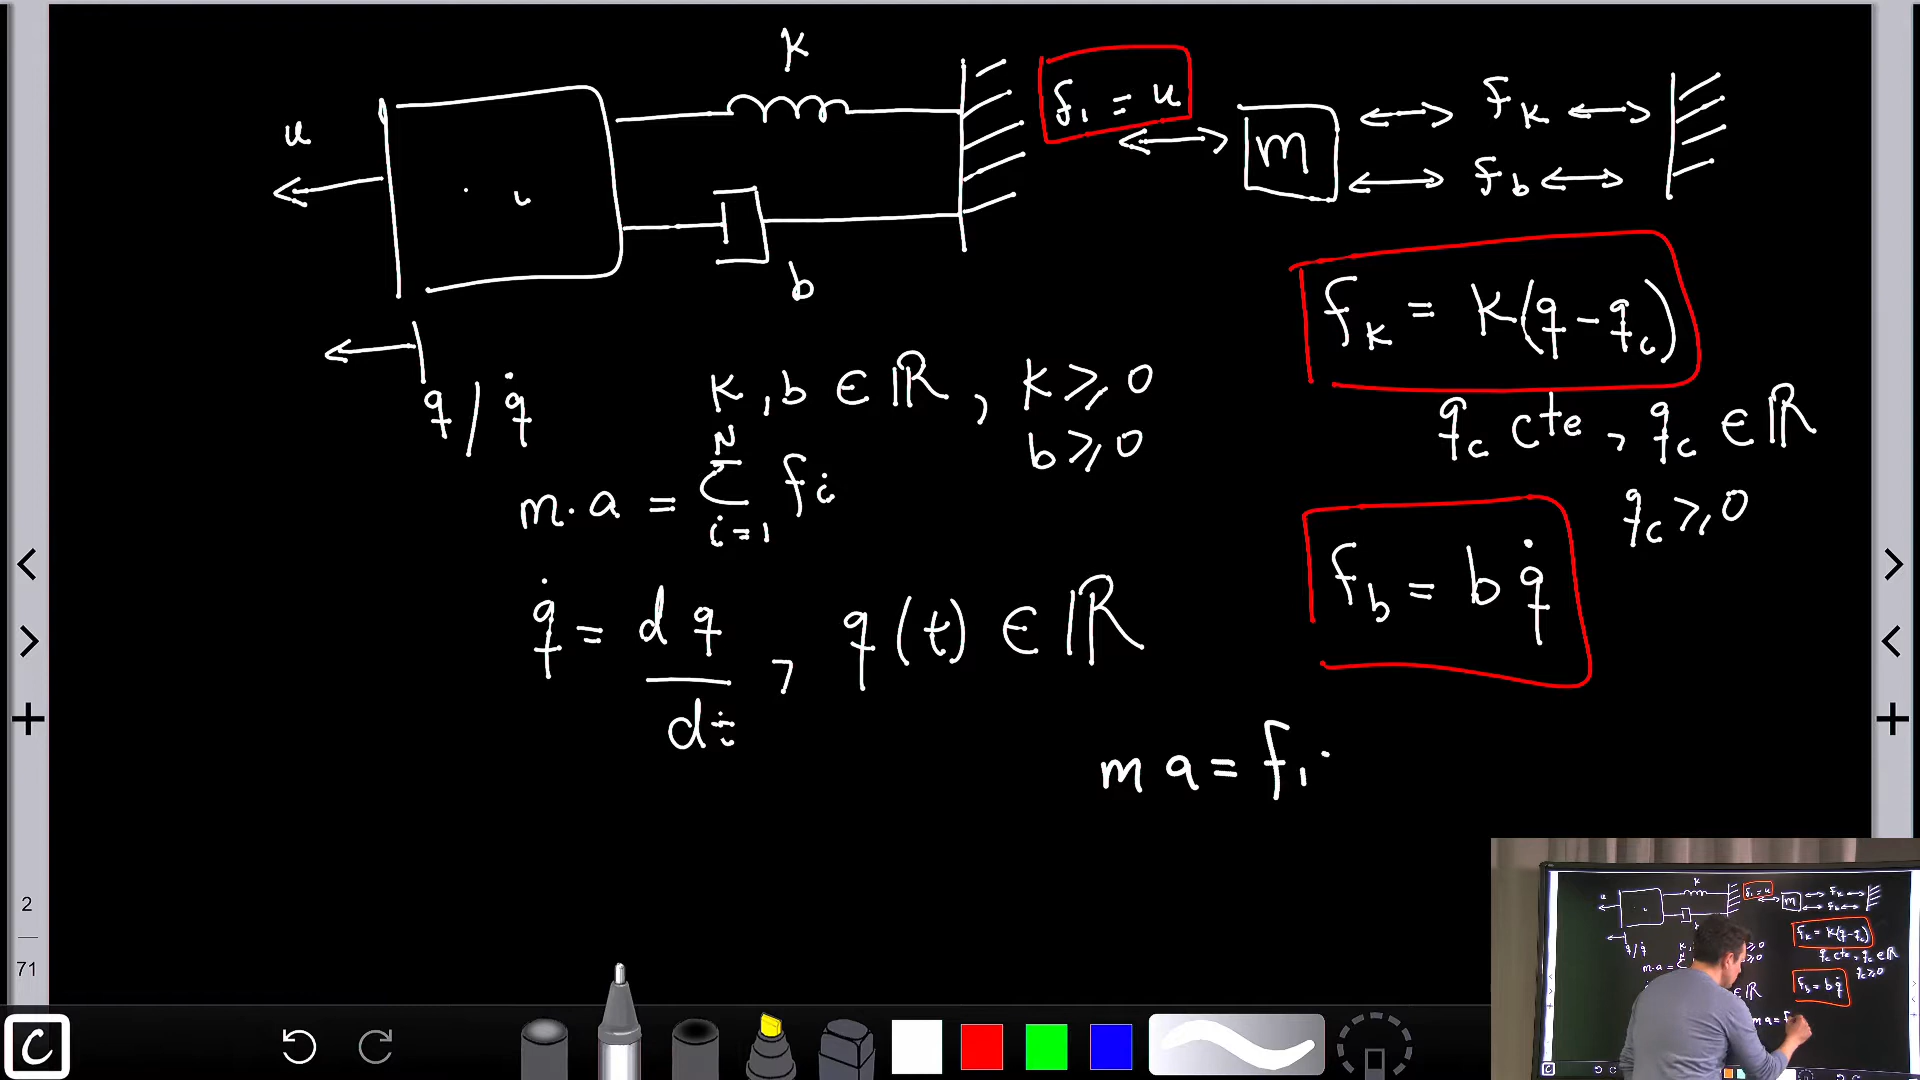 k
u
b
q / q̇
f₁ = u
m
f_k
f_b
f_k = k(q - q_c)
k, b ∈ ℝ, k ≥ 0
b ≥ 0
q_c cte, q_c ∈ ℝ
q_c ≥ 0
m·a = Σ_{i=1}^{N} f_i
f_b = b q̇
q̇ = dq/dt, q(t) ∈ ℝ
m a = f₁
2
71